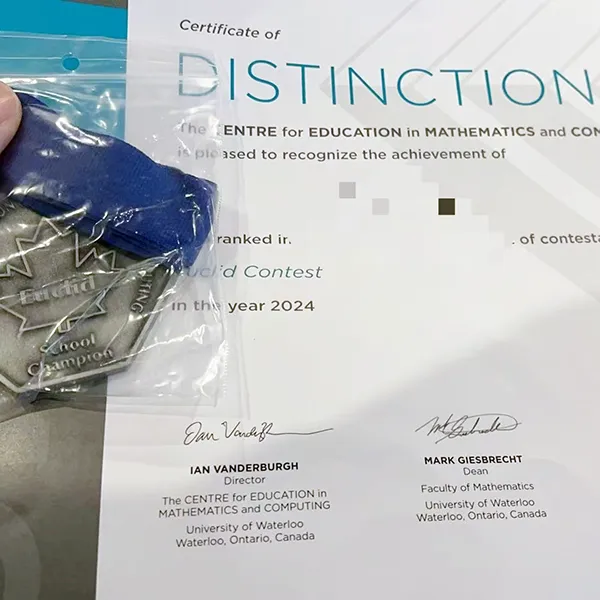 Certificate of
DISTINCTION
The CENTRE for EDUCATION in MATHEMATICS and COM
is pleased to recognize the achievement of
ranked in
. of contesta
Euclid Contest
in the year 2024
Euclid
School
Champion
IAN VANDERBURGH
Director
The CENTRE for EDUCATION in
MATHEMATICS and COMPUTING
University of Waterloo
Waterloo, Ontario, Canada
MARK GIESBRECHT
Dean
Faculty of Mathematics
University of Waterloo
Waterloo, Ontario, Canada